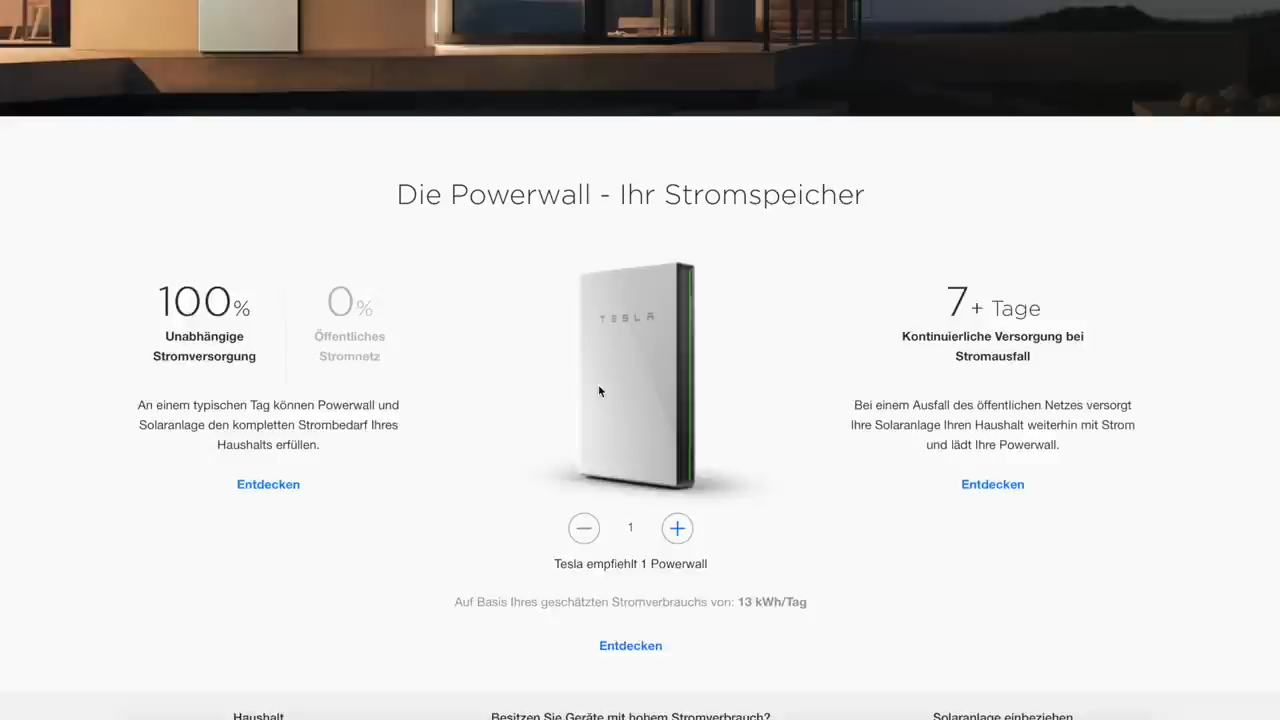 Die Powerwall - Ihr Stromspeicher
100%
Unabhängige
Stromversorgung
0%
Öffentliches
Stromnetz
An einem typischen Tag können Powerwall und
Solaranlage den kompletten Strombedarf Ihres
Haushalts erfüllen.
Entdecken
TESLA
1
Tesla empfiehlt 1 Powerwall
Auf Basis Ihres geschätzten Stromverbrauchs von: 13 kWh/Tag
Entdecken
7+ Tage
Kontinuierliche Versorgung bei
Stromausfall
Bei einem Ausfall des öffentlichen Netzes versorgt
Ihre Solaranlage Ihren Haushalt weiterhin mit Strom
und lädt Ihre Powerwall.
Entdecken
Haushalt
Besitzen Sie Geräte mit hohem Stromverbrauch?
Solaranlage einbeziehen